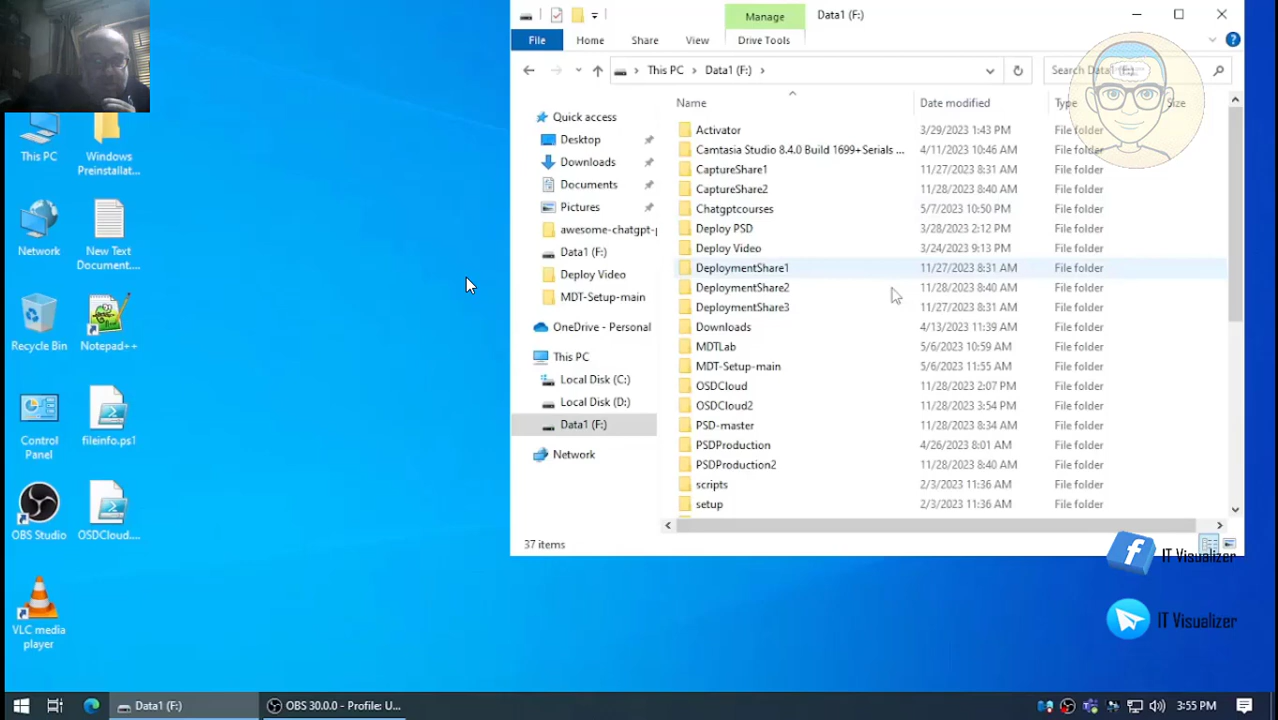 Manage
Data1 (F:)
File
Home
Share
View
Drive Tools
This PC
Data1 (F:)
Search Data1 (F:)
Name
Date modified
Type
Size
Quick access
Desktop
Downloads
Documents
Pictures
awesome-chatgpt-p
Data1 (F:)
Deploy Video
MDT-Setup-main
OneDrive - Personal
This PC
Local Disk (C:)
Local Disk (D:)
Data1 (F:)
Network
Activator 3/29/2023 1:43 PM File folder
Camtasia Studio 8.4.0 Build 1699+Serials ... 4/11/2023 10:46 AM File folder
CaptureShare1 11/27/2023 8:31 AM File folder
CaptureShare2 11/28/2023 8:40 AM File folder
Chatgptcourses 5/7/2023 10:50 PM File folder
Deploy PSD 3/28/2023 2:12 PM File folder
Deploy Video 3/24/2023 9:13 PM File folder
DeploymentShare1 11/27/2023 8:31 AM File folder
DeploymentShare2 11/28/2023 8:40 AM File folder
DeploymentShare3 11/27/2023 8:31 AM File folder
Downloads 4/13/2023 11:39 AM File folder
MDTLab 5/6/2023 10:59 AM File folder
MDT-Setup-main 5/6/2023 11:55 AM File folder
OSDCloud 11/28/2023 2:07 PM File folder
OSDCloud2 11/28/2023 3:54 PM File folder
PSD-master 11/28/2023 8:34 AM File folder
PSDProduction 4/26/2023 8:01 AM File folder
PSDProduction2 11/28/2023 8:40 AM File folder
scripts 2/3/2023 11:36 AM File folder
setup 2/3/2023 11:36 AM File folder
37 items
This PC
Windows
Preinstallat...
Network
New Text
Document....
Recycle Bin
Notepad++
Control
Panel
fileinfo.ps1
OBS Studio
OSDCloud....
VLC media
player
IT Visualizer
IT Visualizer
Data1 (F:)
OBS 30.0.0 - Profile: U...
3:55 PM